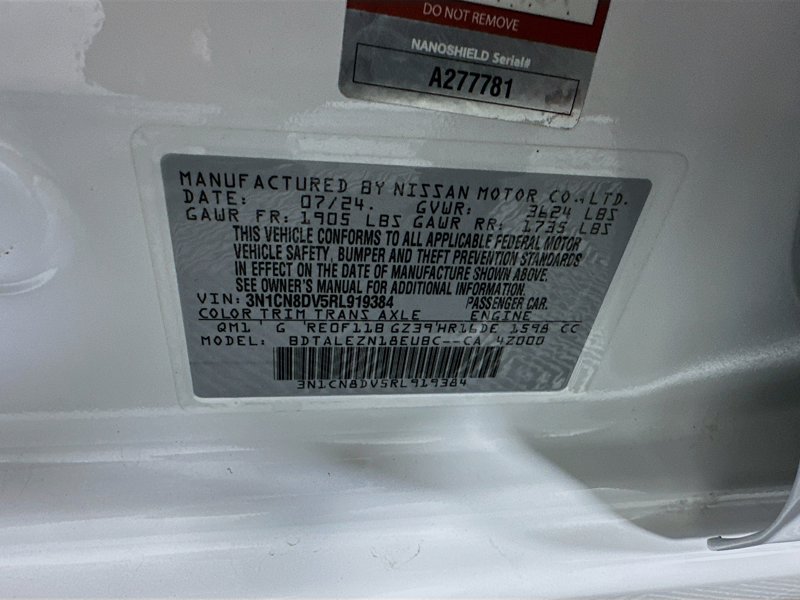 DO NOT REMOVE
NANOSHIELD Serial#
A277781
MANUFACTURED BY NISSAN MOTOR CO.,LTD.
DATE: 07/24. GVWR: 3624 LBS
GAWR FR: 1905 LBS GAWR RR: 1735 LBS
THIS VEHICLE CONFORMS TO ALL APPLICABLE FEDERAL MOTOR
VEHICLE SAFETY, BUMPER AND THEFT PREVENTION STANDARDS
IN EFFECT ON THE DATE OF MANUFACTURE SHOWN ABOVE.
SEE OWNER'S MANUAL FOR ADDITIONAL INFORMATION.
VIN: 3N1CN8DV5RL919384 PASSENGER CAR.
COLOR TRIM TRANS AXLE ENGINE
QM1 ' G 'RE0F11B GZ39'HR16DE 1598 CC
MODEL: BDTALEZN18EUBC--CA 4Z000
3N1CN8DV5RL919384